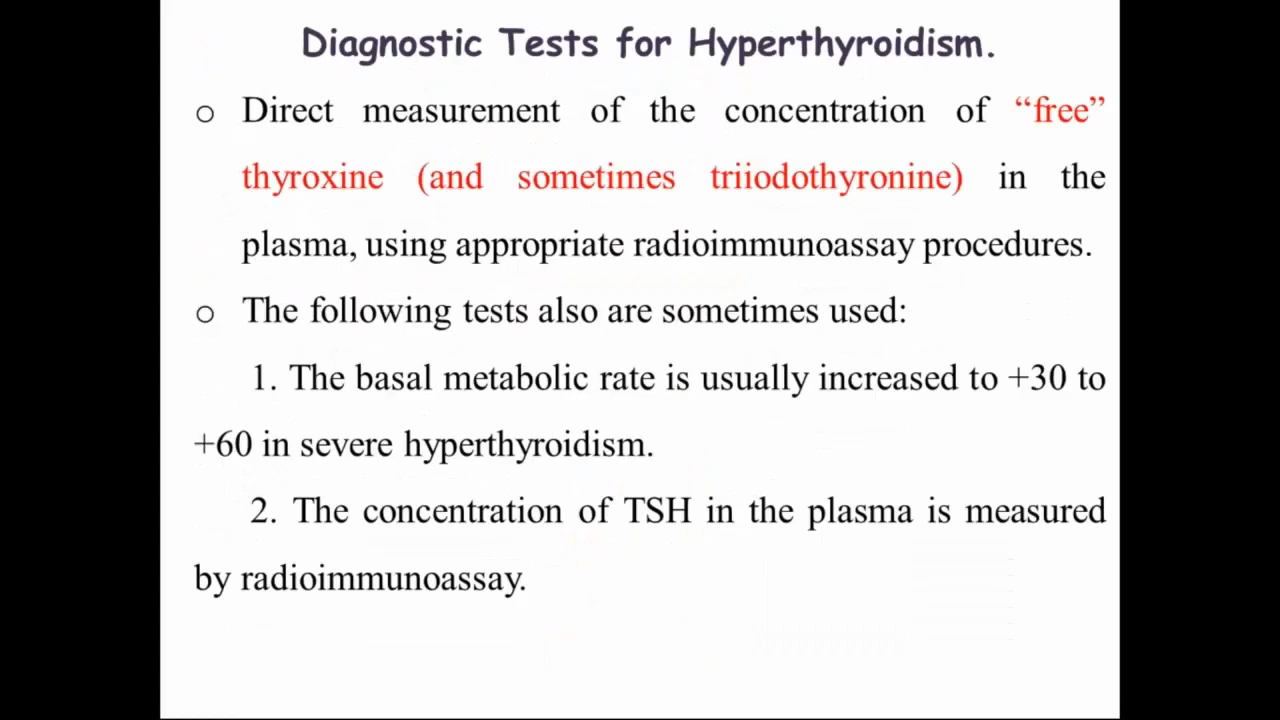 Diagnostic Tests for Hyperthyroidism.
o Direct measurement of the concentration of “free”
thyroxine (and sometimes triiodothyronine) in the
plasma, using appropriate radioimmunoassay procedures.
o The following tests also are sometimes used:
1. The basal metabolic rate is usually increased to +30 to
+60 in severe hyperthyroidism.
2. The concentration of TSH in the plasma is measured
by radioimmunoassay.